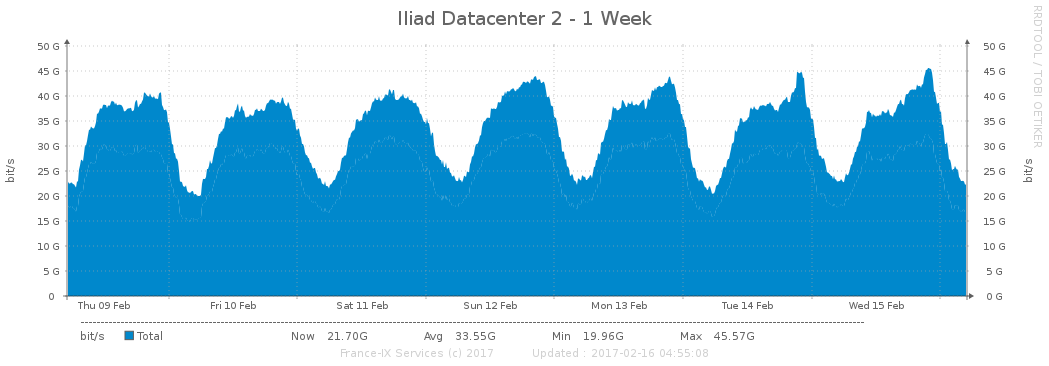 Iliad Datacenter 2 - 1 Week
RRDTOOL / TOBI OETIKER
50 G 50 G
45 G 45 G
40 G 40 G
35 G 35 G
30 G 30 G
25 G 25 G
20 G 20 G
15 G 15 G
10 G 10 G
5 G 5 G
0 0 G
bit/s bit/s
Thu 09 Feb Fri 10 Feb Sat 11 Feb Sun 12 Feb Mon 13 Feb Tue 14 Feb Wed 15 Feb
bit/s Total Now 21.70G Avg 33.55G Min 19.96G Max 45.57G
France-IX Services (c) 2017 Updated : 2017-02-16 04:55:08